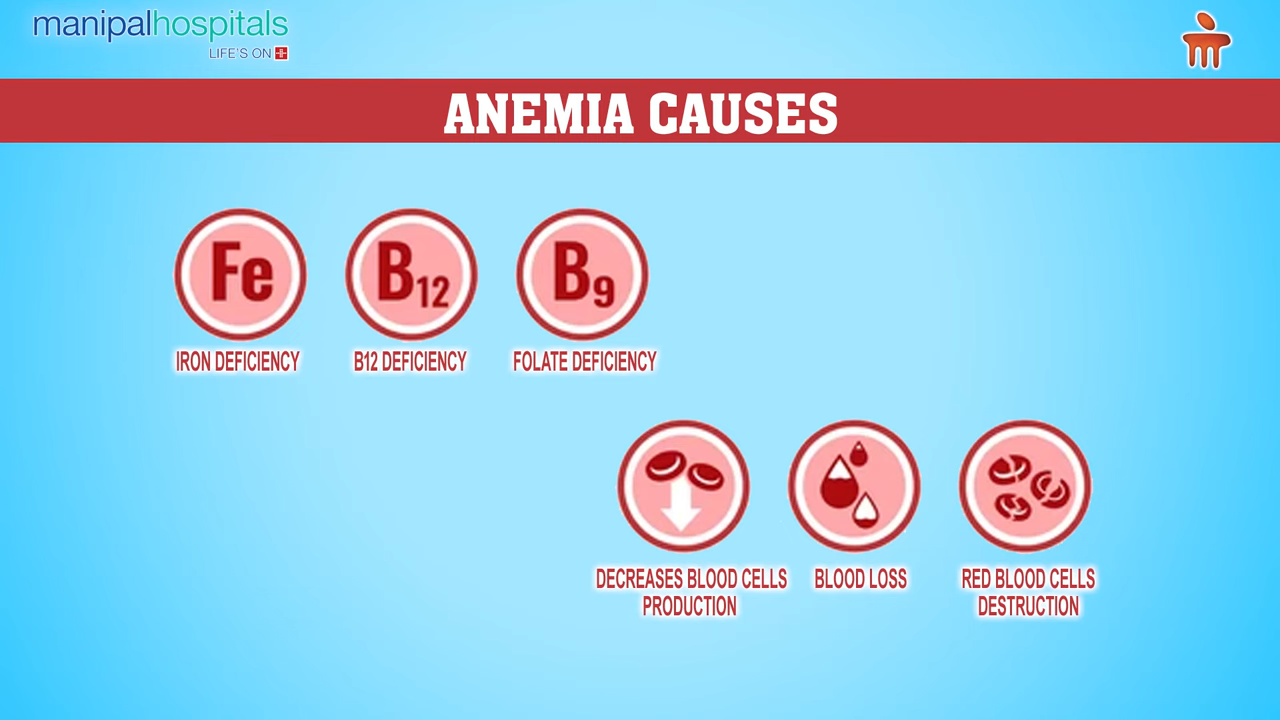 manipalhospitals
LIFE'S ON
ANEMIA CAUSES
Fe
B12
B9
IRON DEFICIENCY
B12 DEFICIENCY
FOLATE DEFICIENCY
DECREASES BLOOD CELLS
PRODUCTION
BLOOD LOSS
RED BLOOD CELLS
DESTRUCTION